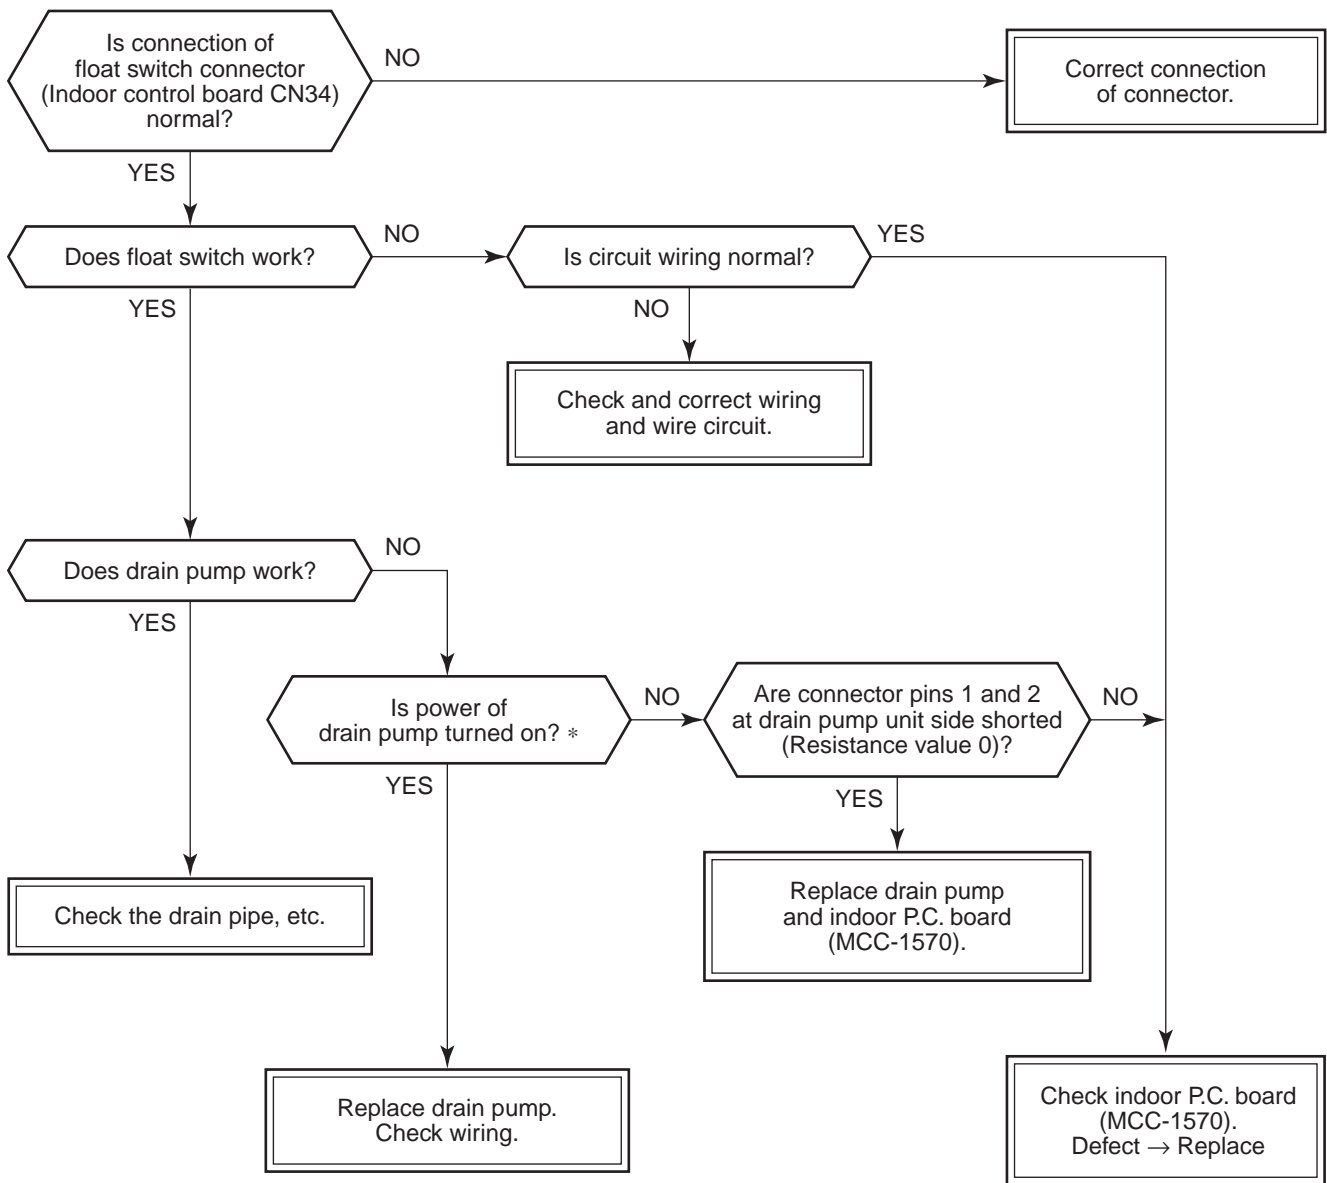 Is connection of
float switch connector
(Indoor control board CN34)
normal?
NO
Correct connection
of connector.
YES
Does float switch work?
NO
Is circuit wiring normal?
YES
YES
NO
Check and correct wiring
and wire circuit.
Does drain pump work?
NO
YES
Is power of
drain pump turned on? *
NO
Are connector pins 1 and 2
at drain pump unit side shorted
(Resistance value 0)?
NO
YES
YES
Check the drain pipe, etc.
Replace drain pump
and indoor P.C. board
(MCC-1570).
Replace drain pump.
Check wiring.
Check indoor P.C. board
(MCC-1570).
Defect → Replace